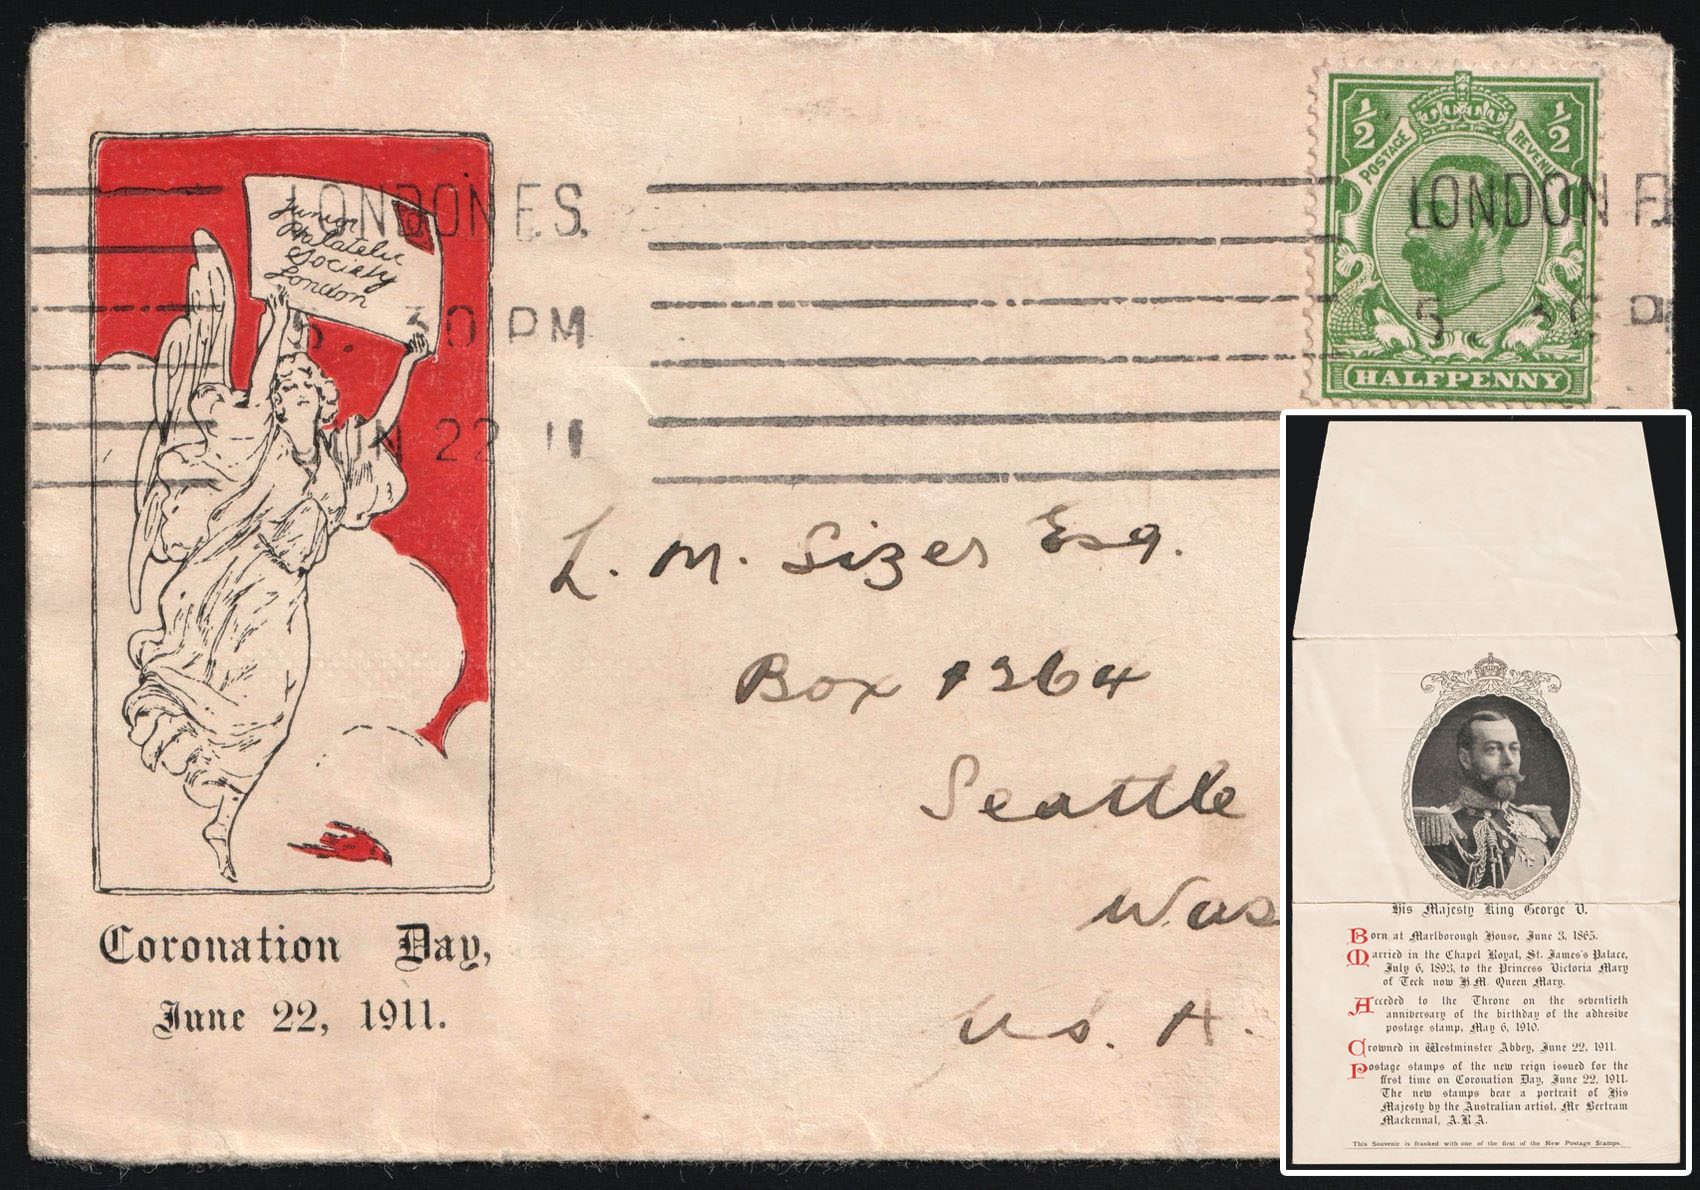 ½ ½
POSTAGE REVENUE
HALFPENNY
LONDON F.S.
5. 30 PM
JUN 22 11
LONDON F.
5. 30 P
Junior
Philatelic
Society
London
L. M. Sizer Esq.
Box 1364
Seattle
Was
U.S.A.
Coronation Day,
June 22, 1911.
His Majesty King George V.
Born at Marlborough House, June 3, 1865.
Married in the Chapel Royal, St. James's Palace,
July 6, 1893, to the Princess Victoria Mary
of Teck now H.M. Queen Mary.
Acceded to the Throne on the seventieth
anniversary of the birthday of the adhesive
postage stamp, May 6, 1910.
Crowned in Westminster Abbey, June 22, 1911.
Postage stamps of the new reign issued for the
first time on Coronation Day, June 22, 1911.
The new stamps bear a portrait of His
Majesty by the Australian artist, Mr Bertram
Mackennal, A.R.A.
This Souvenir is franked with one of the first of the New Postage Stamps.